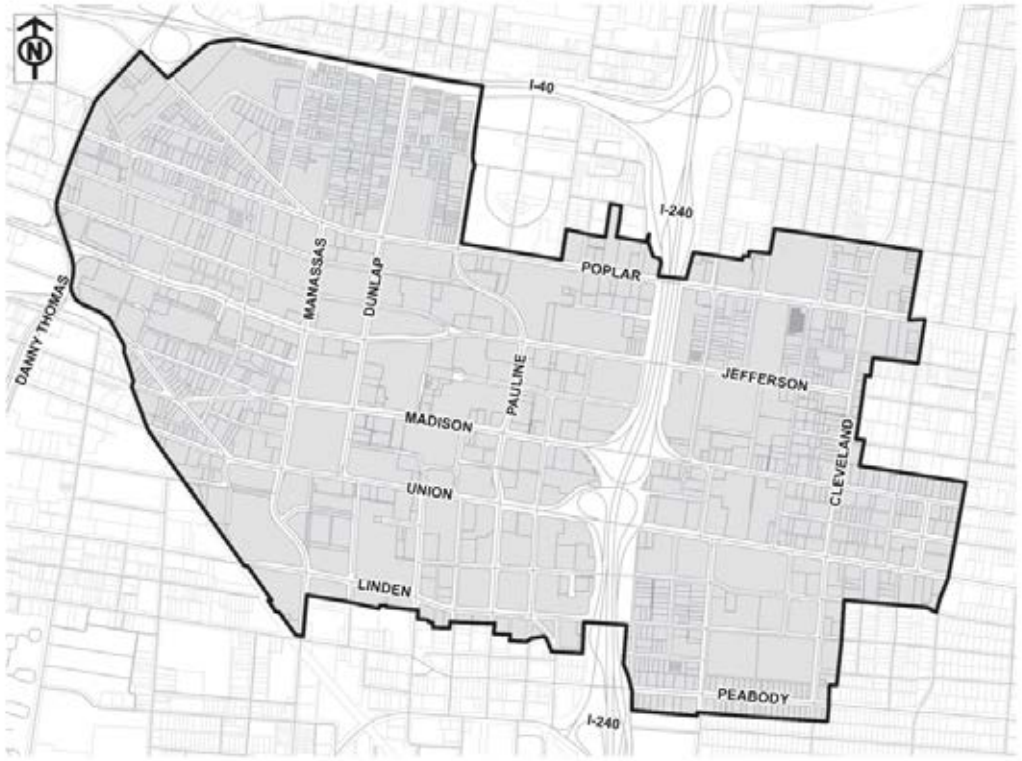 N
I-40
I-240
POPLAR
MANASSAS
DUNLAP
DANNY THOMAS
PAULINE
JEFFERSON
MADISON
CLEVELAND
UNION
LINDEN
PEABODY
I-240